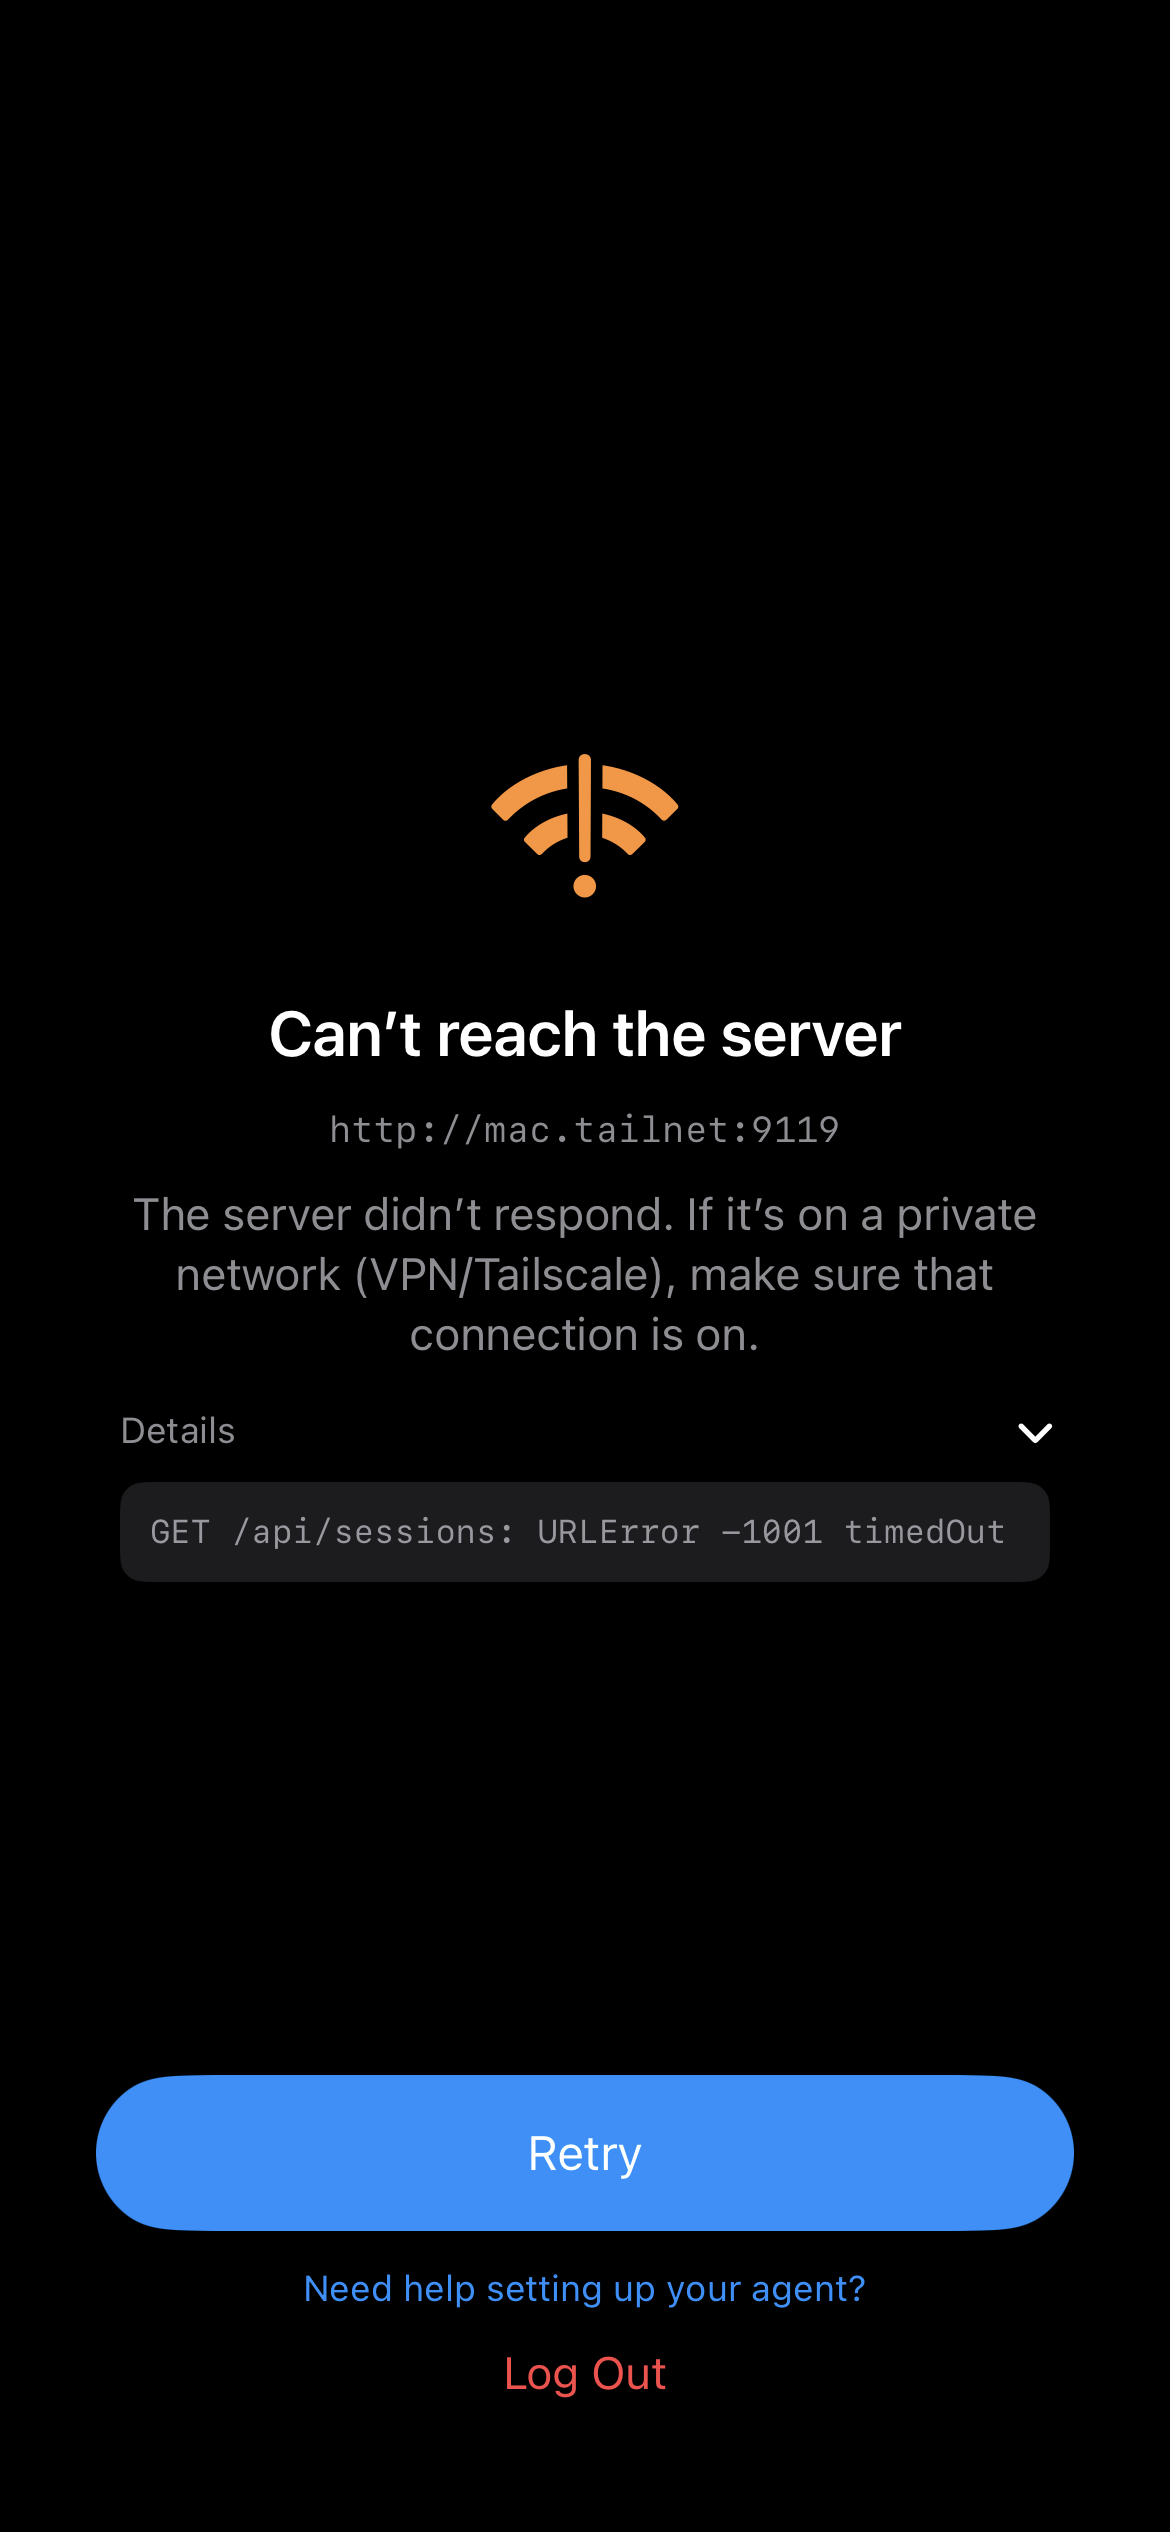 Can’t reach the server
http://mac.tailnet:9119
The server didn’t respond. If it’s on a private
network (VPN/Tailscale), make sure that
connection is on.
Details
GET /api/sessions: URLError −1001 timedOut
Retry
Need help setting up your agent?
Log Out